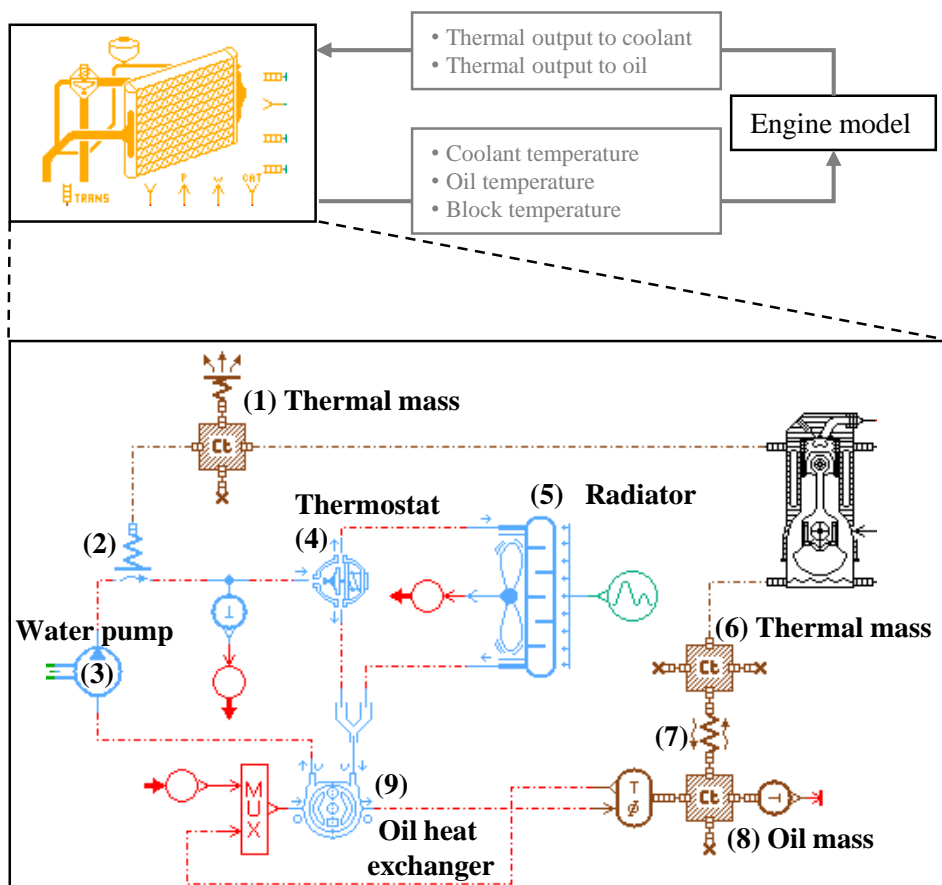 • Thermal output to coolant
• Thermal output to oil
Engine model
• Coolant temperature
• Oil temperature
• Block temperature
TRANS
P
ω
CAT
(1) Thermal mass
Ct
Thermostat
(4)
(5) Radiator
(2)
T
Water pump
(3)
(6) Thermal mass
Ct
(7)
(9)
MUX
T
Φ
Ct
T
Oil heat
exchanger
(8) Oil mass